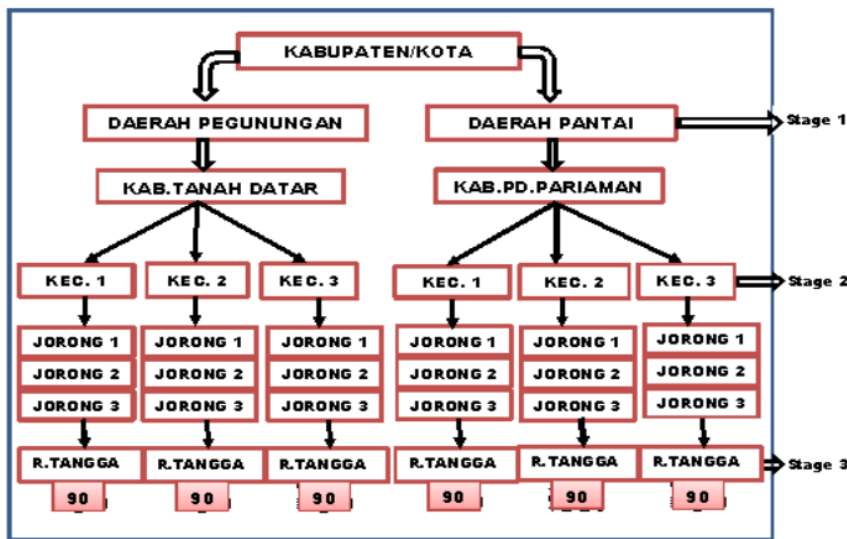 KABUPATEN/KOTA
DAERAH PEGUNUNGAN
DAERAH PANTAI
Stage 1
KAB.TANAH DATAR
KAB.PD.PARIAMAN
KEC. 1
KEC. 2
KEC. 3
KEC. 1
KEC. 2
KEC. 3
Stage 2
JORONG 1
JORONG 1
JORONG 1
JORONG 1
JORONG 1
JORONG 1
JORONG 2
JORONG 2
JORONG 2
JORONG 2
JORONG 2
JORONG 2
JORONG 3
JORONG 3
JORONG 3
JORONG 3
JORONG 3
JORONG 3
R.TANGGA
R.TANGGA
R.TANGGA
R.TANGGA
R.TANGGA
R.TANGGA
Stage 3
90
90
90
90
90
90